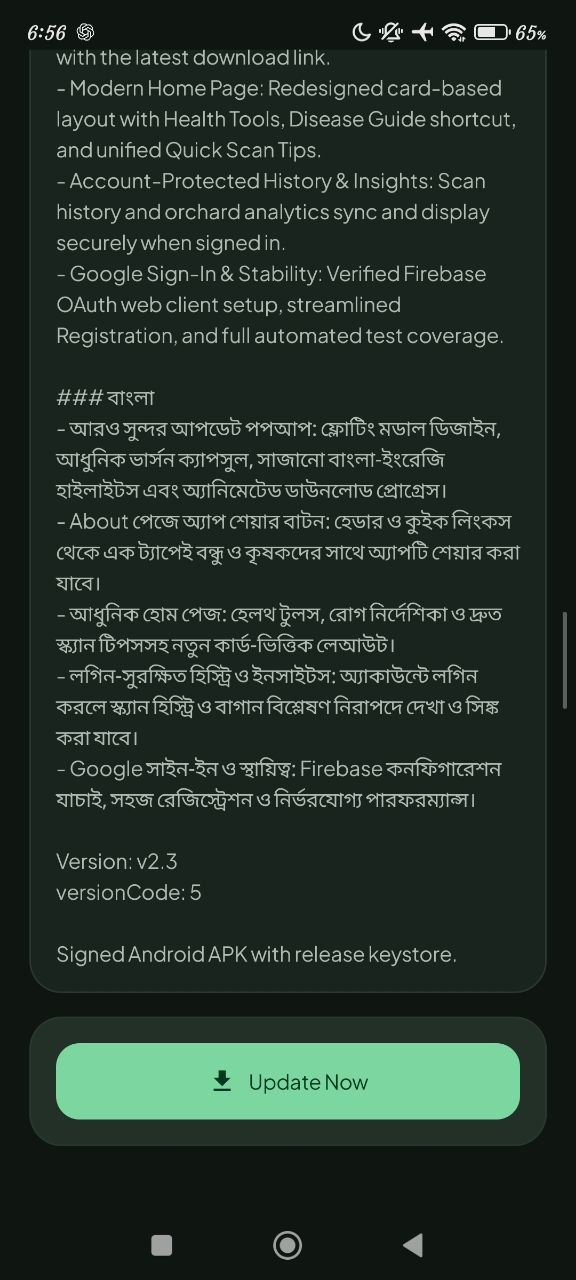 6:56
65%
with the latest download link.
- Modern Home Page: Redesigned card-based
layout with Health Tools, Disease Guide shortcut,
and unified Quick Scan Tips.
- Account-Protected History & Insights: Scan
history and orchard analytics sync and display
securely when signed in.
- Google Sign-In & Stability: Verified Firebase
OAuth web client setup, streamlined
Registration, and full automated test coverage.
### বাংলা
- আরও সুন্দর আপডেট পপআপ: ফ্লোটিং মডাল ডিজাইন,
আধুনিক ভার্সন ক্যাপসুল, সাজানো বাংলা-ইংরেজি
হাইলাইটস এবং অ্যানিমেটেড ডাউনলোড প্রোগ্রেস।
- About পেজে অ্যাপ শেয়ার বাটন: হেডার ও কুইক লিংকস
থেকে এক ট্যাপেই বন্ধু ও কৃষকদের সাথে অ্যাপটি শেয়ার করা
যাবে।
- আধুনিক হোম পেজ: হেলথ টুলস, রোগ নির্দেশিকা ও দ্রুত
স্ক্যান টিপসসহ নতুন কার্ড-ভিত্তিক লেআউট।
- লগিন-সুরক্ষিত হিস্ট্রি ও ইনসাইটস: অ্যাকাউন্টে লগিন
করলে স্ক্যান হিস্ট্রি ও বাগান বিশ্লেষণ নিরাপদে দেখা ও সিঙ্ক
করা যাবে।
- Google সাইন-ইন ও স্থায়িত্ব: Firebase কনফিগারেশন
যাচাই, সহজ রেজিস্ট্রেশন ও নির্ভরযোগ্য পারফরম্যান্স।
Version: v2.3
versionCode: 5
Signed Android APK with release keystore.
Update Now